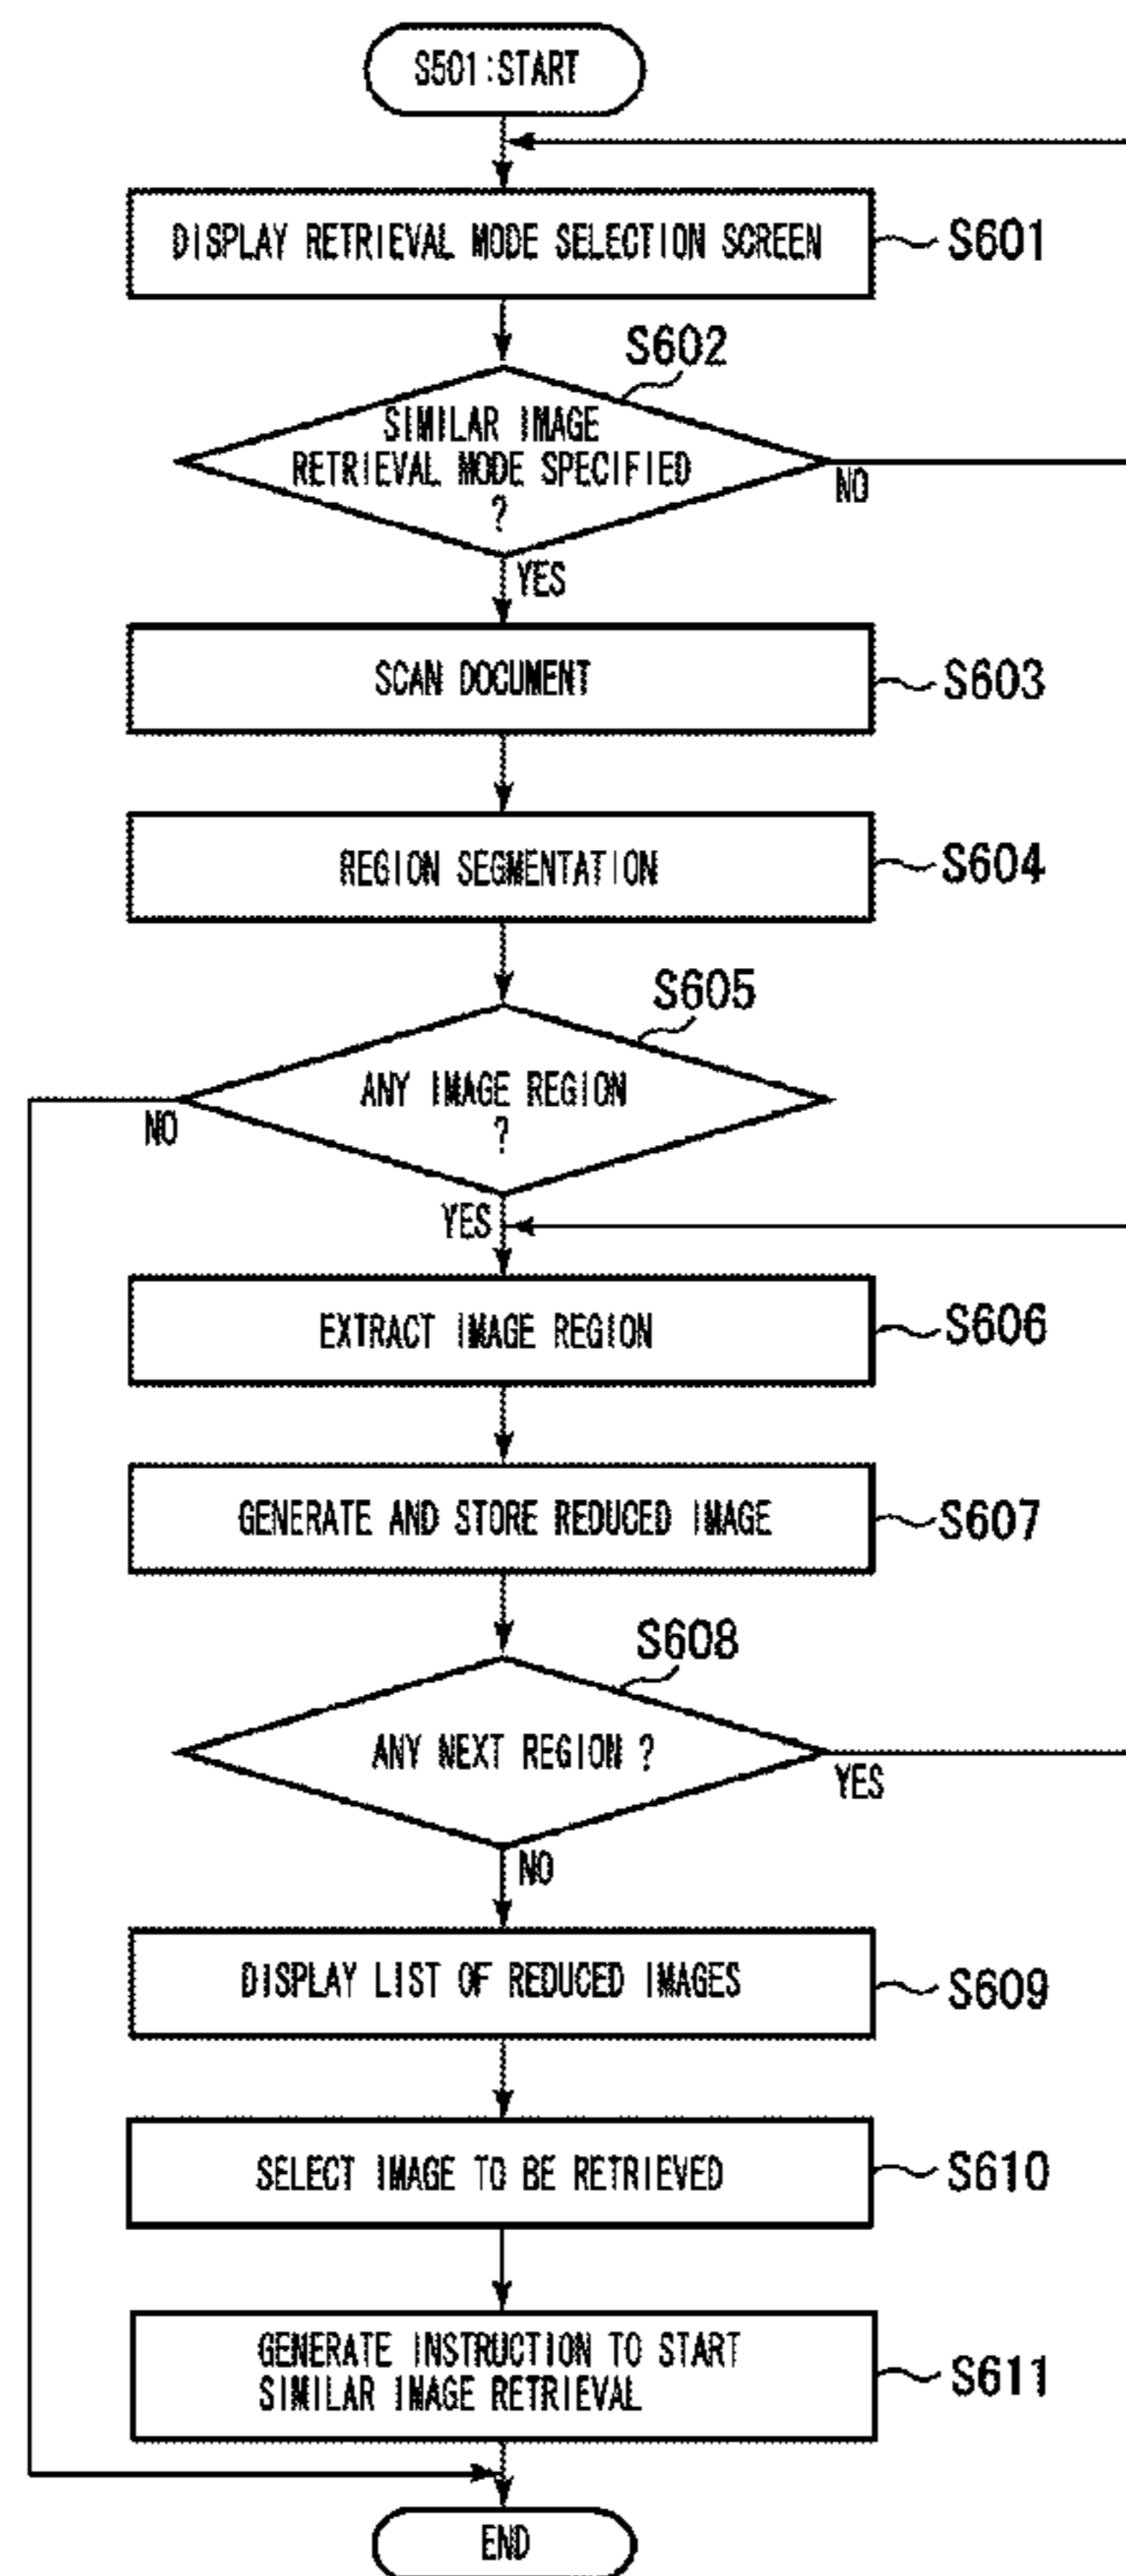 S501:START
DISPLAY RETRIEVAL MODE SELECTION SCREEN
S601
S602
SIMILAR IMAGE
RETRIEVAL MODE SPECIFIED
?
NO
YES
SCAN DOCUMENT
S603
REGION SEGMENTATION
S604
S605
ANY IMAGE REGION
?
NO
YES
EXTRACT IMAGE REGION
S606
GENERATE AND STORE REDUCED IMAGE
S607
S608
ANY NEXT REGION ?
YES
NO
DISPLAY LIST OF REDUCED IMAGES
S609
SELECT IMAGE TO BE RETRIEVED
S610
GENERATE INSTRUCTION TO START
SIMILAR IMAGE RETRIEVAL
S611
END